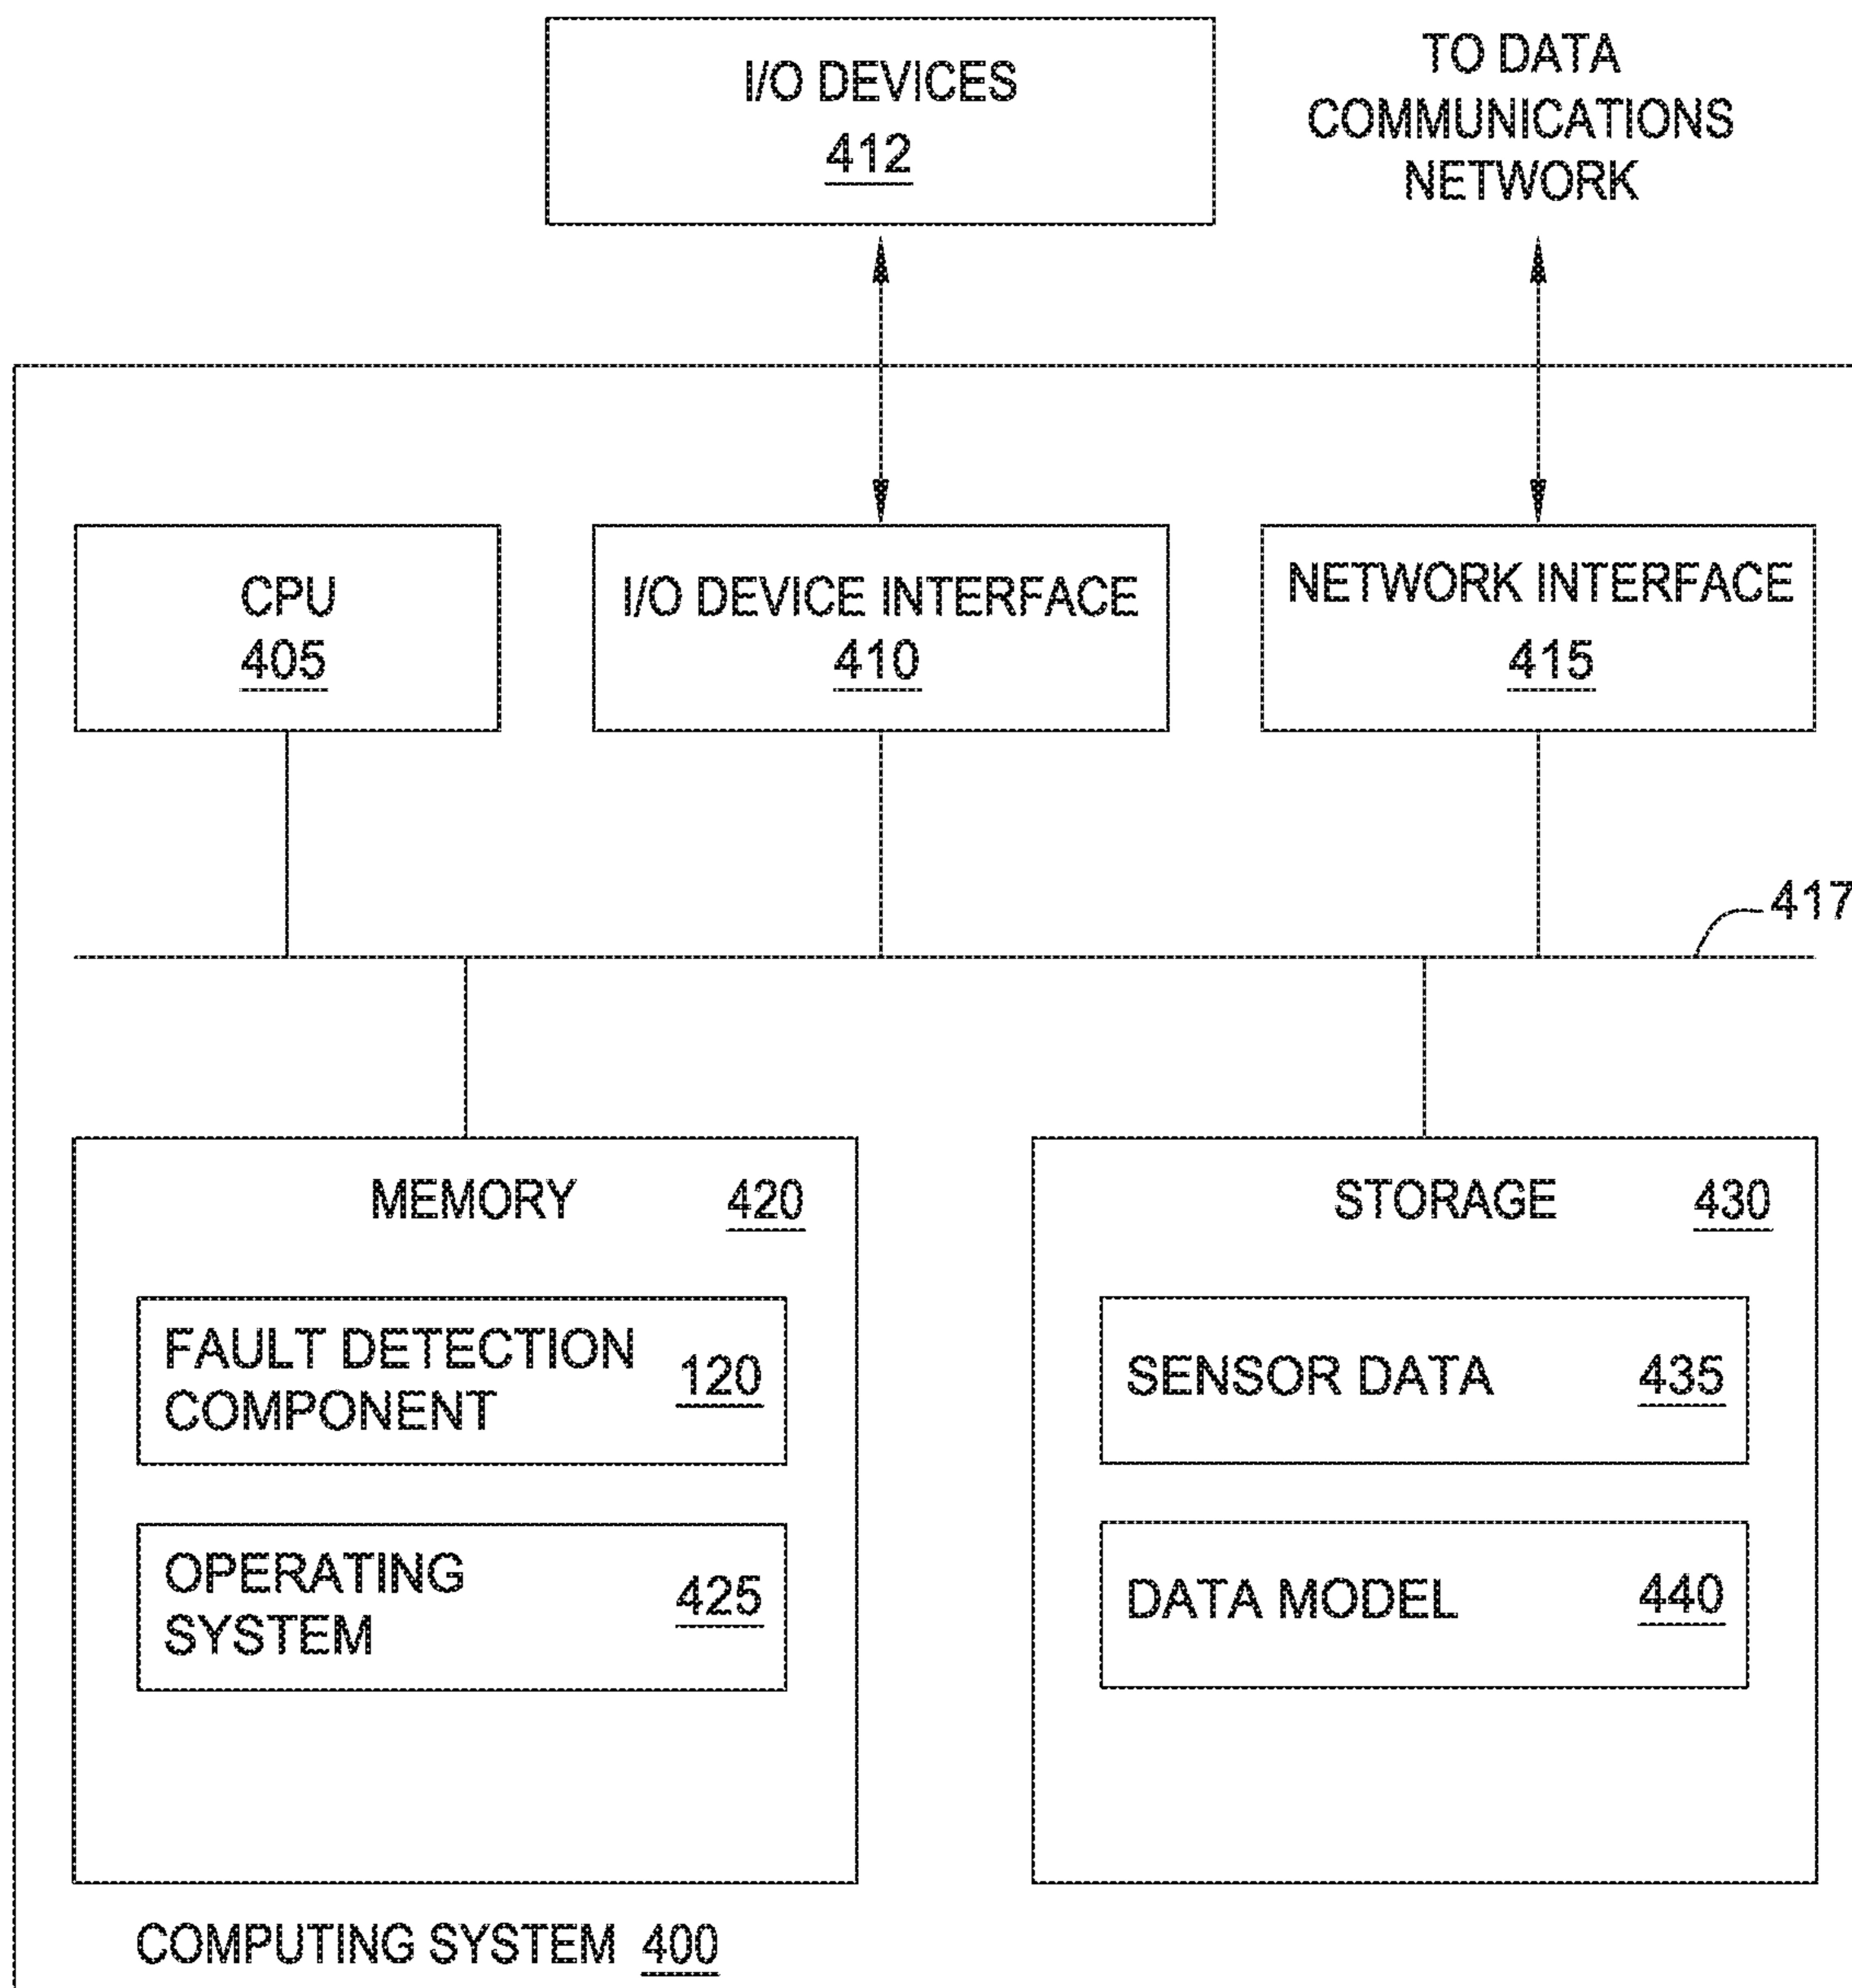 I/O DEVICES
412
TO DATA
COMMUNICATIONS
NETWORK
CPU
405
I/O DEVICE INTERFACE
410
NETWORK INTERFACE
415
417
MEMORY 420
FAULT DETECTION
COMPONENT
120
OPERATING
SYSTEM
425
STORAGE 430
SENSOR DATA 435
DATA MODEL 440
COMPUTING SYSTEM 400